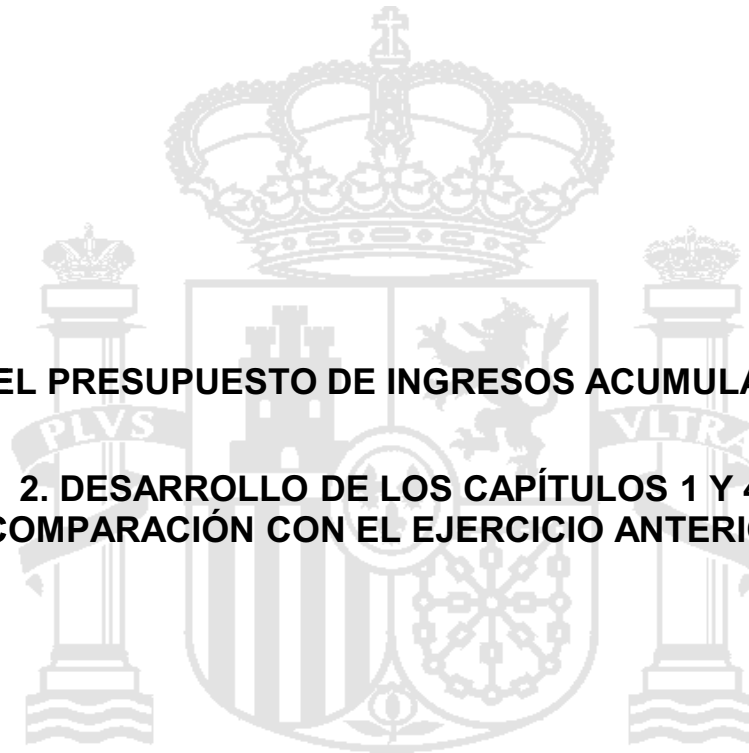 EL PRESUPUESTO DE INGRESOS ACUMULA
PLVS
VLTRA
2. DESARROLLO DE LOS CAPÍTULOS 1 Y 4
COMPARACIÓN CON EL EJERCICIO ANTERIO